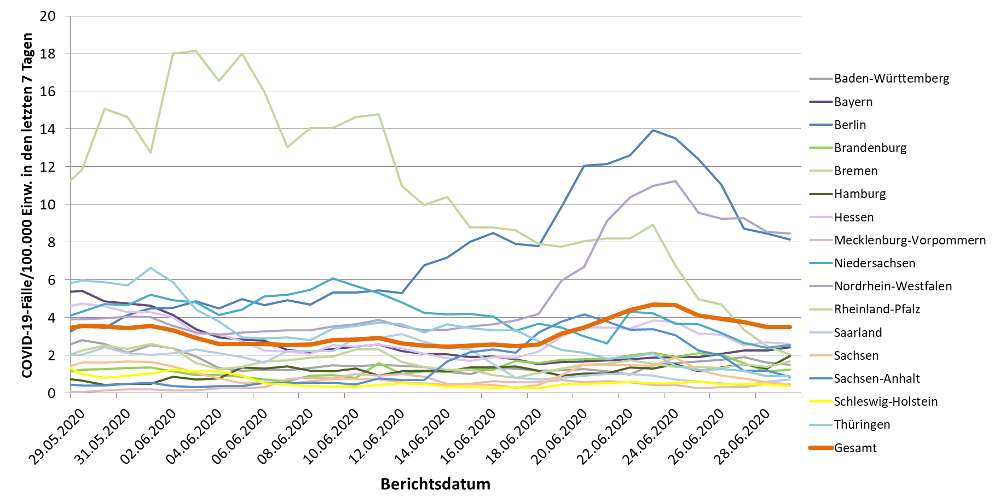 COVID-19-Fälle/100.000 Einw. in den letzten 7 Tagen
20
18
16
14
12
10
8
6
4
2
0
29.05.2020
31.05.2020
02.06.2020
04.06.2020
06.06.2020
08.06.2020
10.06.2020
12.06.2020
14.06.2020
16.06.2020
18.06.2020
20.06.2020
22.06.2020
24.06.2020
26.06.2020
28.06.2020
Berichtsdatum
Baden-Württemberg
Bayern
Berlin
Brandenburg
Bremen
Hamburg
Hessen
Mecklenburg-Vorpommern
Niedersachsen
Nordrhein-Westfalen
Rheinland-Pfalz
Saarland
Sachsen
Sachsen-Anhalt
Schleswig-Holstein
Thüringen
Gesamt